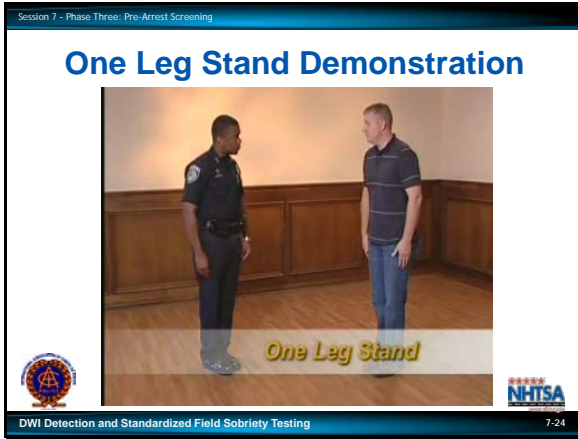 Session 7 - Phase Three: Pre-Arrest Screening
One Leg Stand Demonstration
One Leg Stand
NHTSA
DWI Detection and Standardized Field Sobriety Testing
7-24